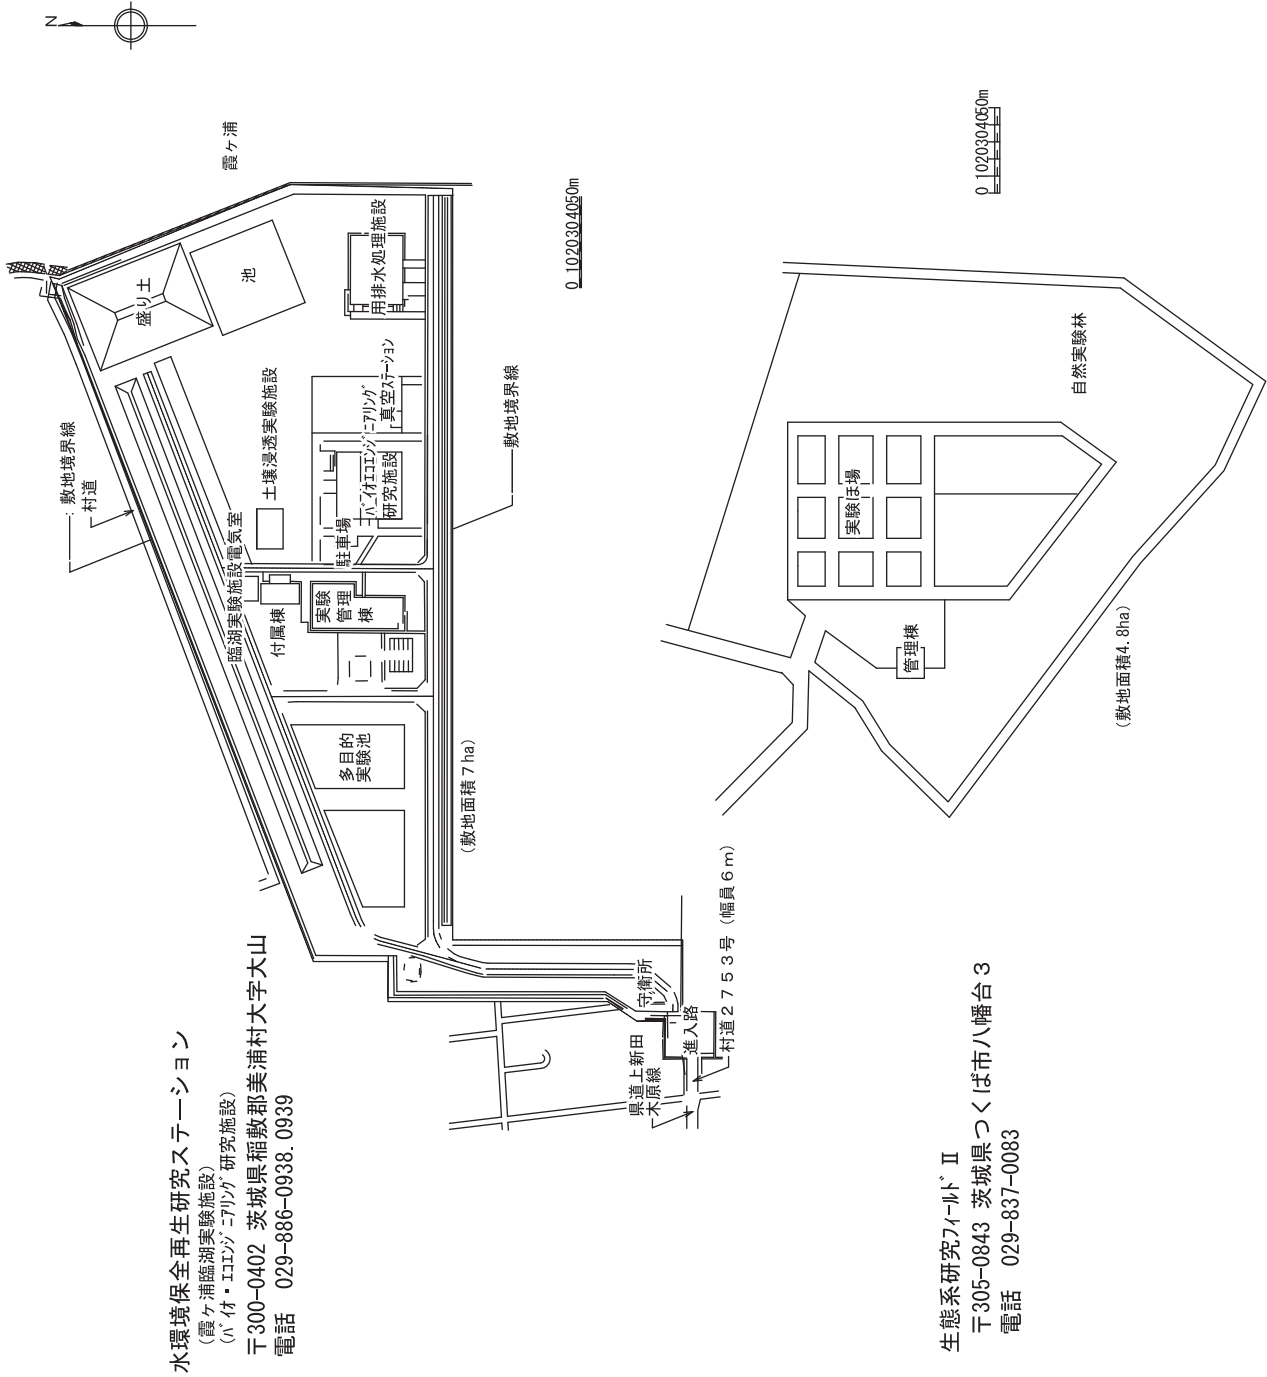 水環境保全再生研究ステーション
(霞ヶ浦臨湖実験施設)
(ﾊﾞｲｵ・ｴｺｴﾝｼﾞﾆｱﾘﾝｸﾞ研究施設)
〒300-0402 茨城県稲敷郡美浦村大字大山
電話 029-886-0938.0939
N
霞ヶ浦
:敷地境界線
村道
盛り土
池
臨湖実験施設電気室
土壌浸透実験施設
用排水処理施設
ﾊﾞｲｵｴｺｴﾝｼﾞﾆｱﾘﾝｸﾞ
研究施設
真空ｽﾃｰｼｮﾝ
駐車場
付属棟
実験
管理
棟
多目的
実験池
(敷地面積7ha)
敷地境界線
0 1020304050m
守衛所
進入路
県道上新田
木原線
村道2753号(幅員6m)
生態系研究ﾌｨｰﾙﾄﾞⅡ
〒305-0843 茨城県つくば市八幡台3
電話 029-837-0083
管理棟
実験ほ場
自然実験林
(敷地面積4.8ha)
0 1020304050m